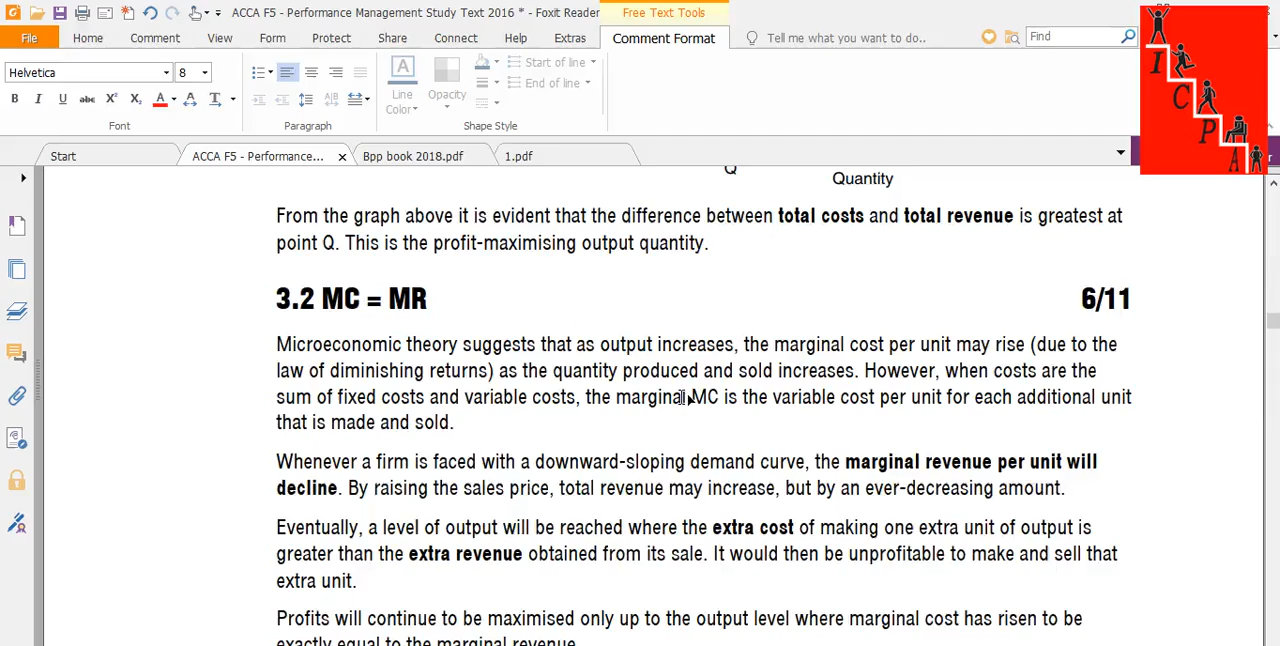 ACCA F5 - Performance Management Study Text 2016 * - Foxit Reader
Free Text Tools
File Home Comment View Form Protect Share Connect Help Extras Comment Format Tell me what you want to do.. Find
Helvetica 8
B I U abc X² X₂ A A T
A
Line Color
Opacity
Start of line
End of line
Font Paragraph Shape Style
Start ACCA F5 - Performance... Bpp book 2018.pdf 1.pdf
I
C
P
A
Q
Quantity
From the graph above it is evident that the difference between total costs and total revenue is greatest at
point Q. This is the profit-maximising output quantity.
3.2 MC = MR 6/11
Microeconomic theory suggests that as output increases, the marginal cost per unit may rise (due to the
law of diminishing returns) as the quantity produced and sold increases. However, when costs are the
sum of fixed costs and variable costs, the marginal MC is the variable cost per unit for each additional unit
that is made and sold.
Whenever a firm is faced with a downward-sloping demand curve, the marginal revenue per unit will
decline. By raising the sales price, total revenue may increase, but by an ever-decreasing amount.
Eventually, a level of output will be reached where the extra cost of making one extra unit of output is
greater than the extra revenue obtained from its sale. It would then be unprofitable to make and sell that
extra unit.
Profits will continue to be maximised only up to the output level where marginal cost has risen to be
exactly equal to the marginal revenue.